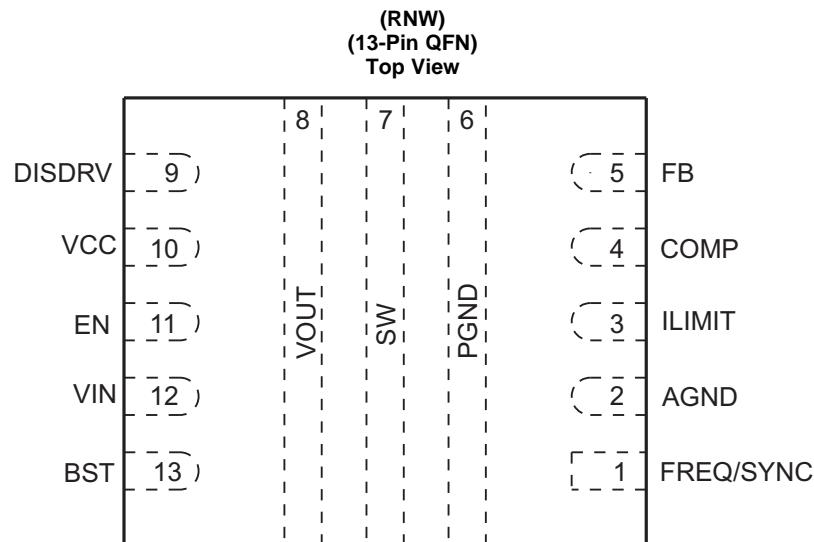 (RNW)
(13-Pin QFN)
Top View
8 7 6
DISDRV 9 5 FB
VCC 10 4 COMP
EN 11 3 ILIMIT
VOUT SW PGND
VIN 12 2 AGND
BST 13 1 FREQ/SYNC